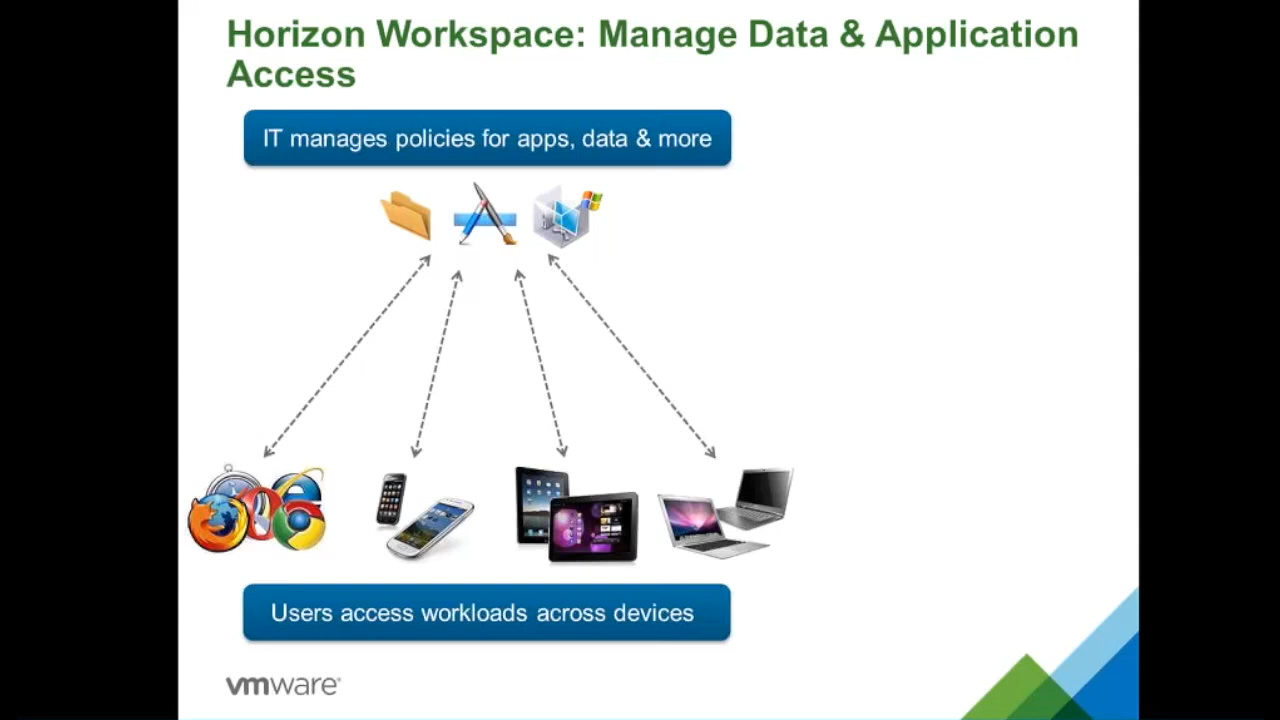 Horizon Workspace: Manage Data & Application
Access
IT manages policies for apps, data & more
Users access workloads across devices
vmware®